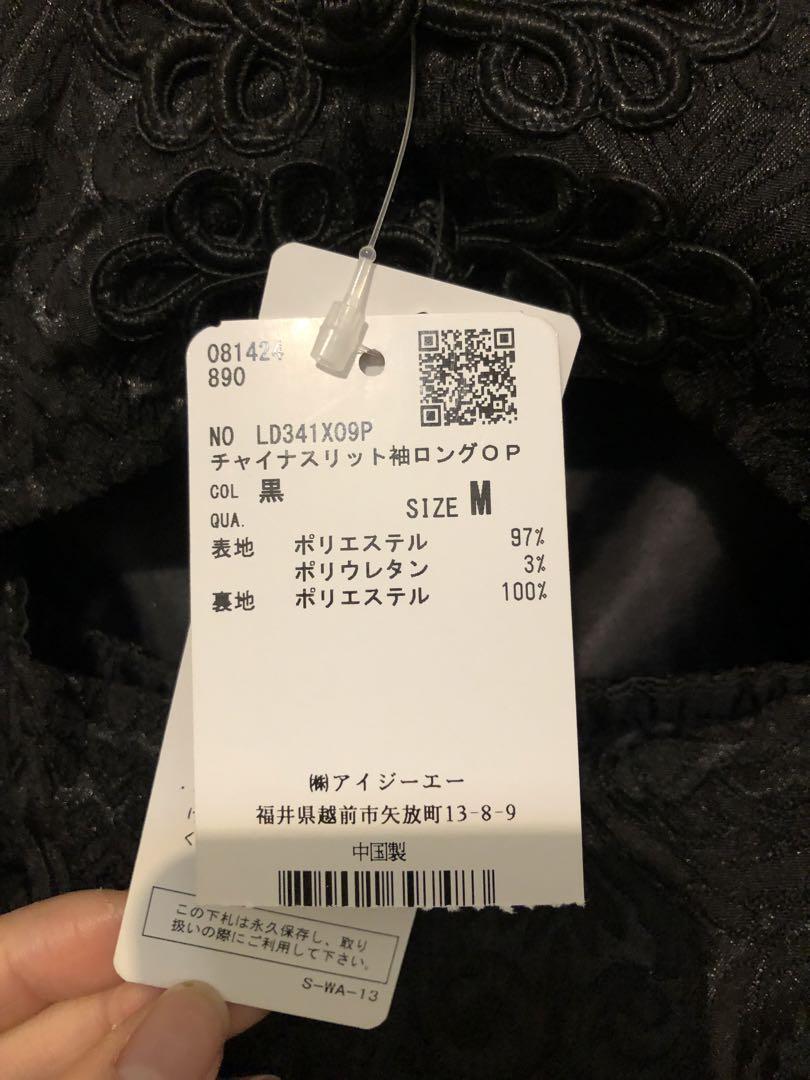 081424
890
NO LD341X09P
チャイナスリット袖ロングOP
COL 黒
SIZE M
QUA.
表地 ポリエステル 97%
ポリウレタン 3%
裏地 ポリエステル 100%
㈱アイジーエー
福井県越前市矢放町13-8-9
中国製
この下札は永久保存し、取り
扱いの際にご利用して下さい。
S-WA-13